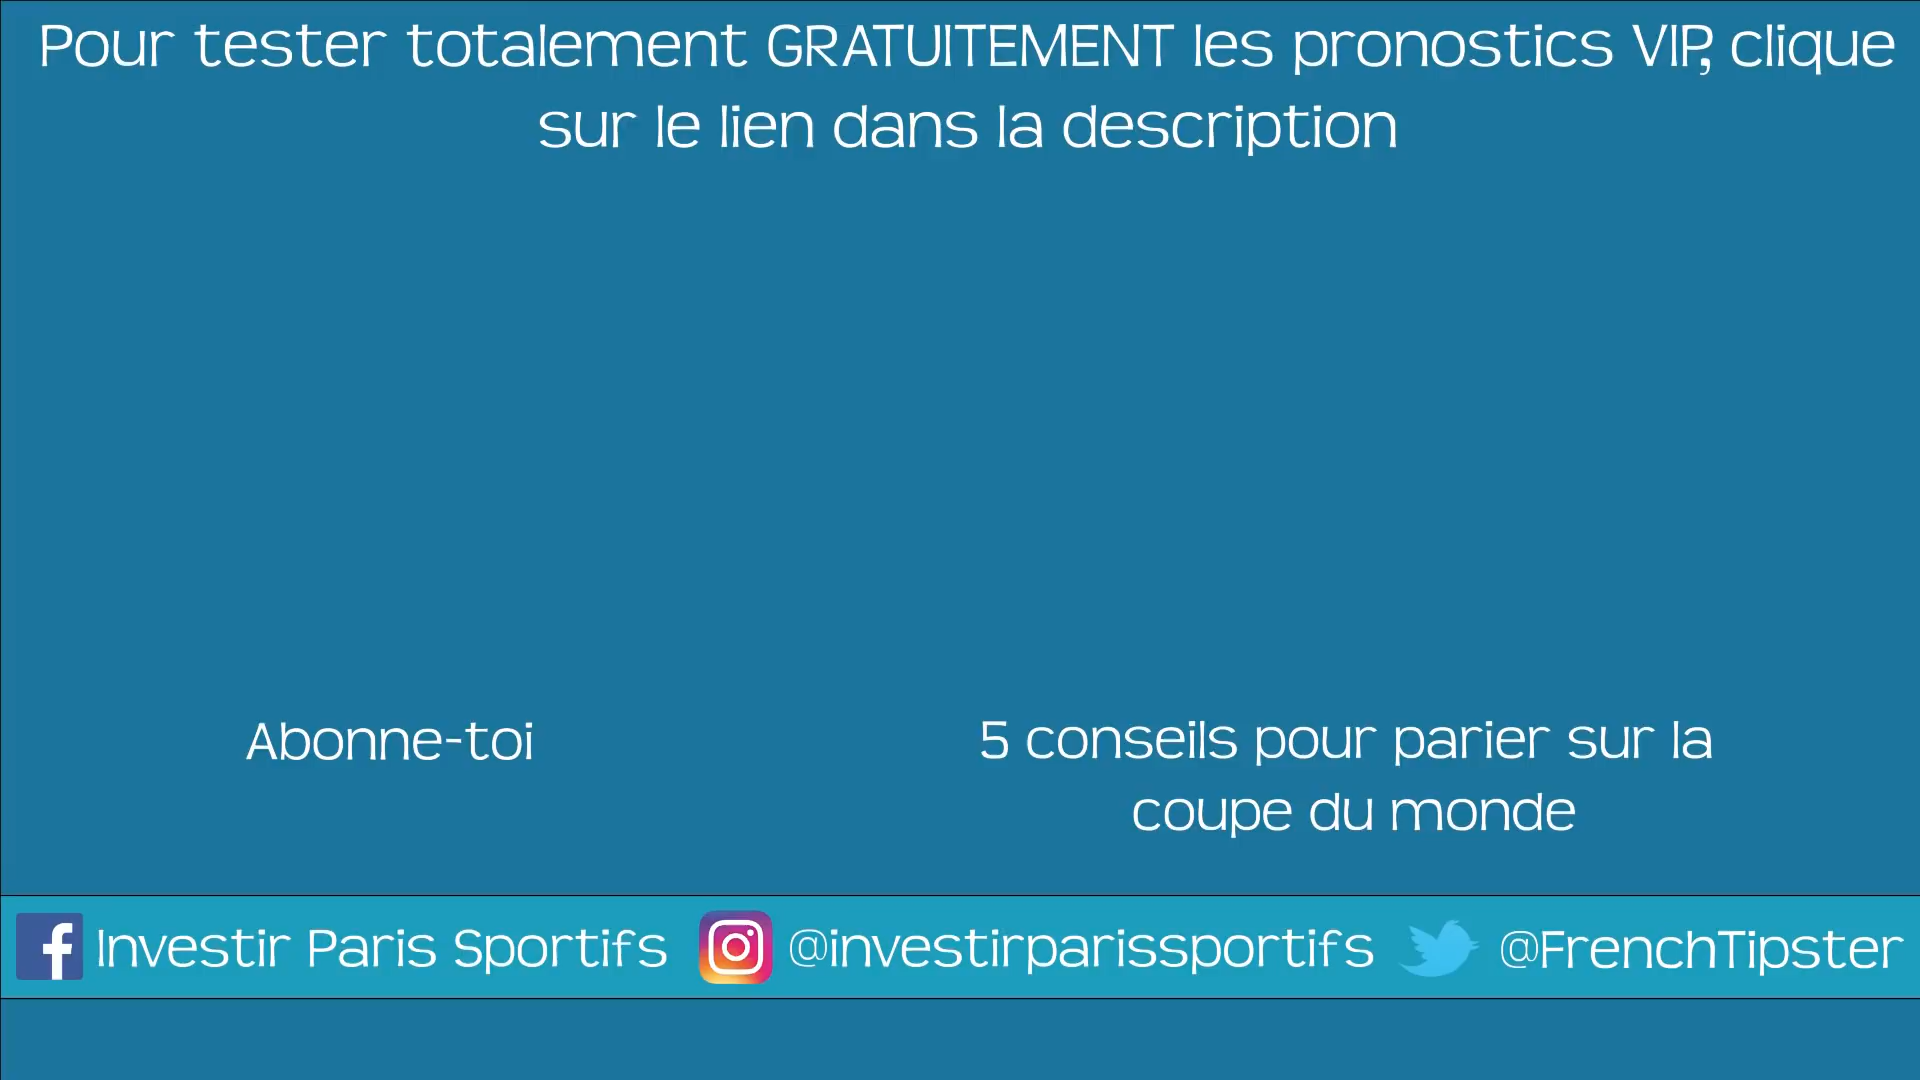 Pour tester totalement GRATUITEMENT les pronostics VIP, clique
sur le lien dans la description
Abonne-toi
5 conseils pour parier sur la
coupe du monde
Investir Paris Sportifs @investirparissportifs @FrenchTipster